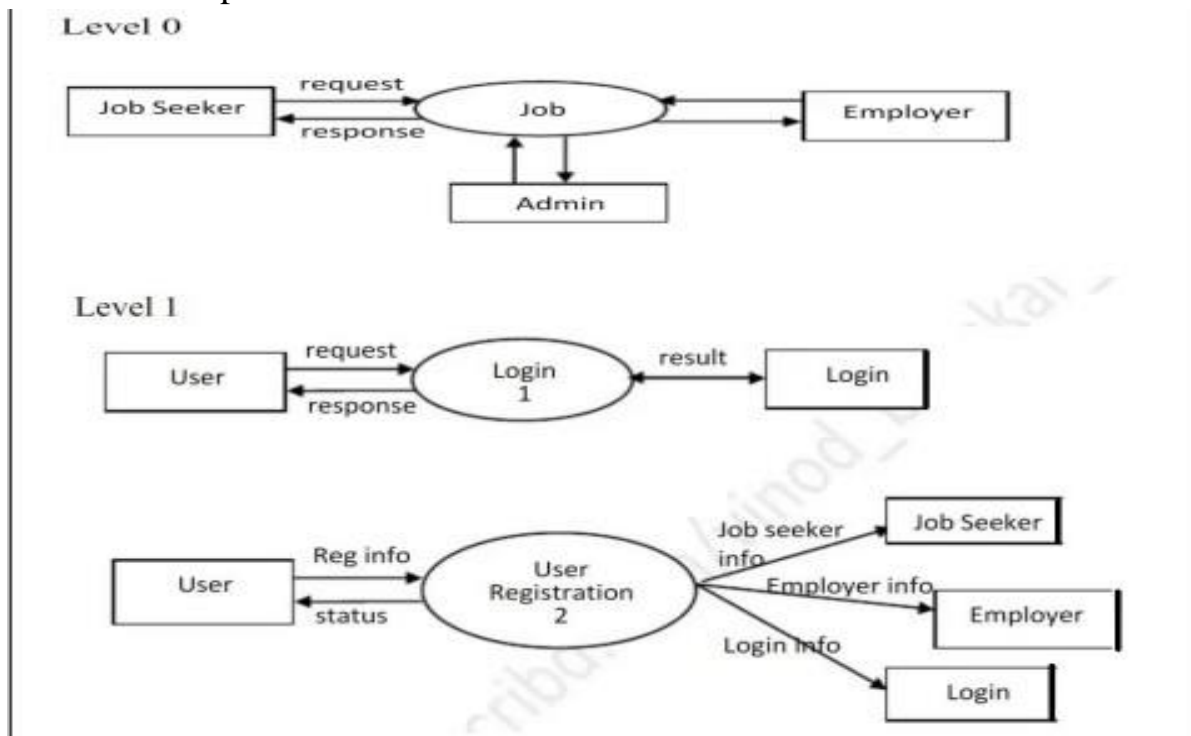 Level 0
request
Job Seeker
Job
Employer
response
Admin
Level 1
request
result
User
Login
1
Login
response
Job seeker
info
Job Seeker
Reg info
User
User
Registration
2
Employer info
Employer
status
Login Info
Login